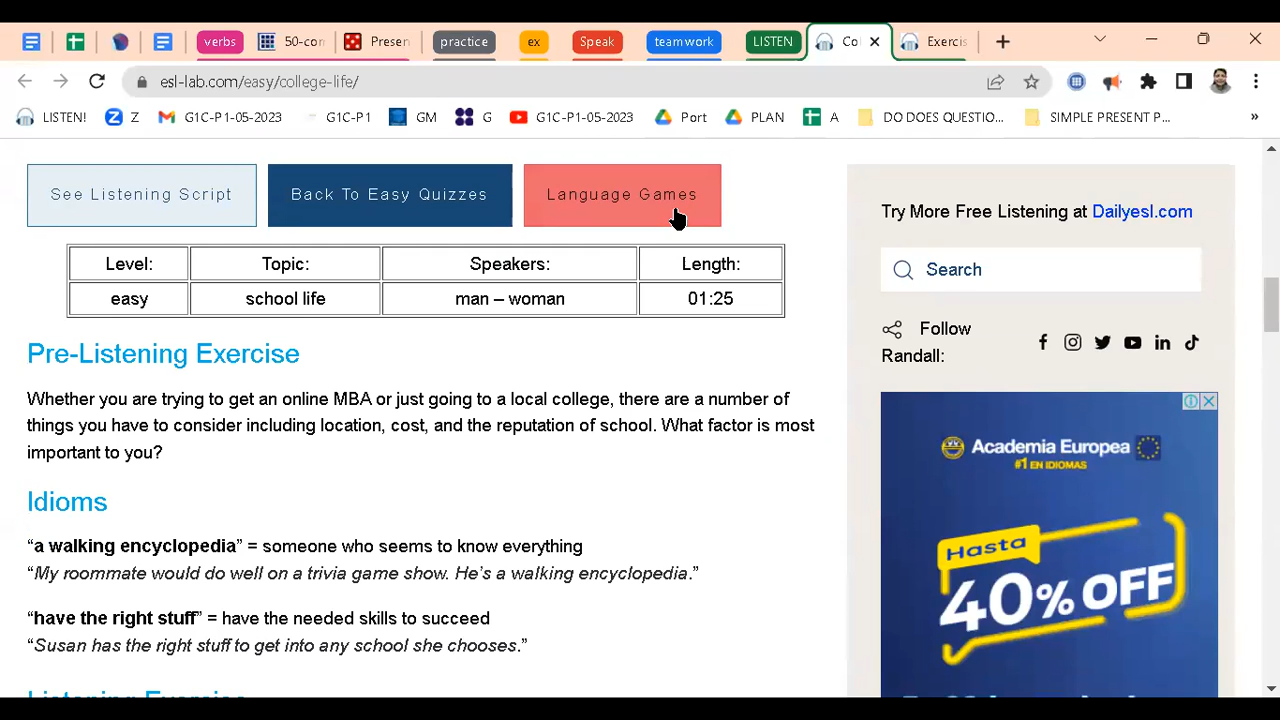 verbs
50-co
Preser
practice
ex
Speak
teamwork
LISTEN
Co
Exercis
esl-lab.com/easy/college-life/
LISTEN!
Z
G1C-P1-05-2023
G1C-P1
GM
G
G1C-P1-05-2023
Port
PLAN
A
DO DOES QUESTIO...
SIMPLE PRESENT P...
»
See Listening Script
Back To Easy Quizzes
Language Games
Level: Topic: Speakers: Length:
easy school life man – woman 01:25
Pre-Listening Exercise
Whether you are trying to get an online MBA or just going to a local college, there are a number of
things you have to consider including location, cost, and the reputation of school. What factor is most
important to you?
Idioms
“a walking encyclopedia” = someone who seems to know everything
“My roommate would do well on a trivia game show. He’s a walking encyclopedia.”
“have the right stuff” = have the needed skills to succeed
“Susan has the right stuff to get into any school she chooses.”
Listening Exercise
Try More Free Listening at Dailyesl.com
Search
Follow
Randall:
Academia Europea
#1 EN IDIOMAS
Hasta
40% OFF